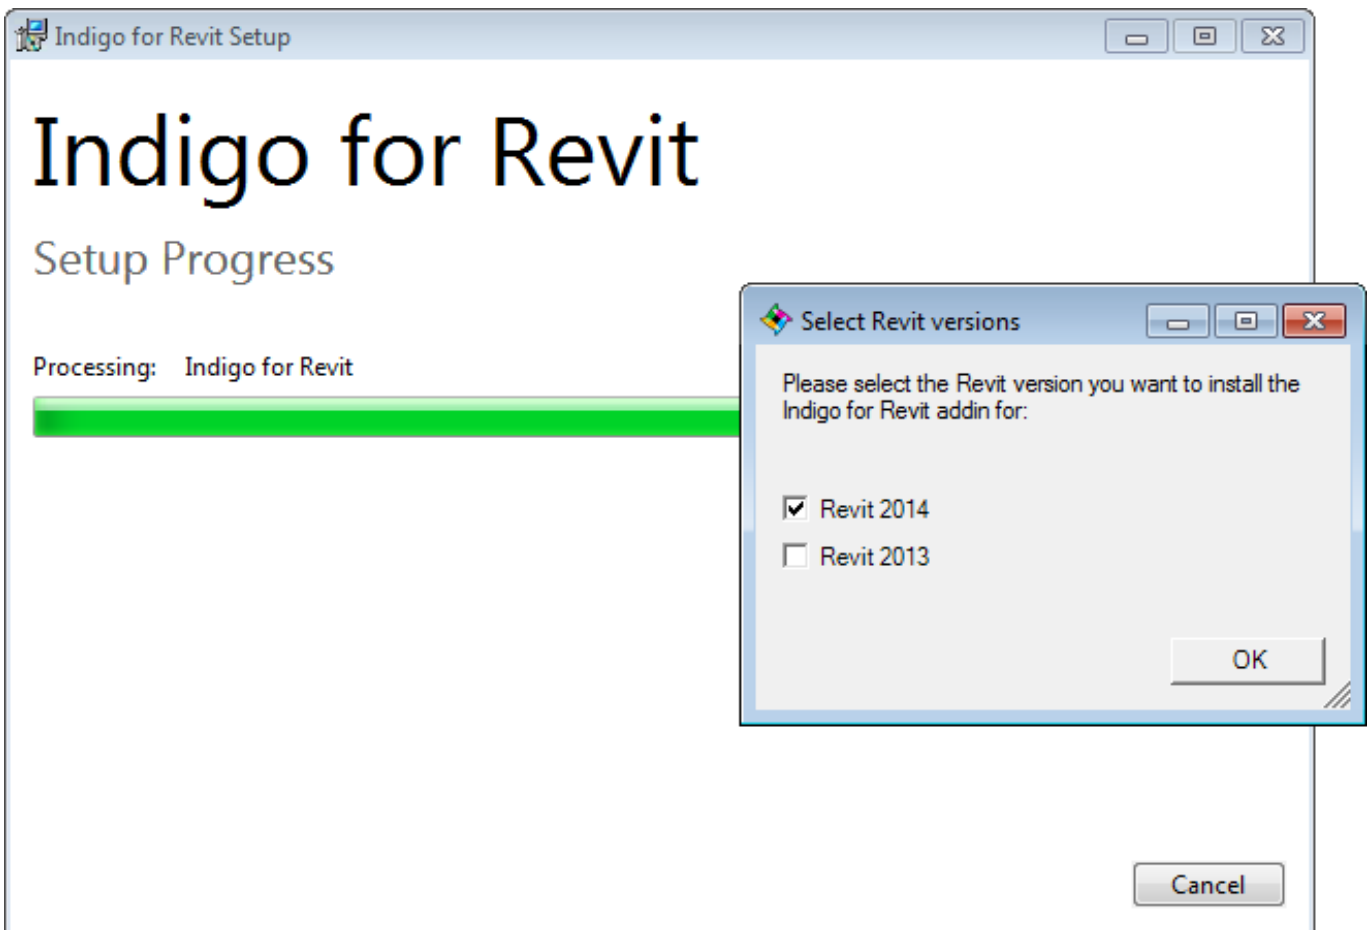 Indigo for Revit Setup
Indigo for Revit
Setup Progress
Processing: Indigo for Revit
Select Revit versions
Please select the Revit version you want to install the
Indigo for Revit addin for:
Revit 2014
Revit 2013
OK
Cancel